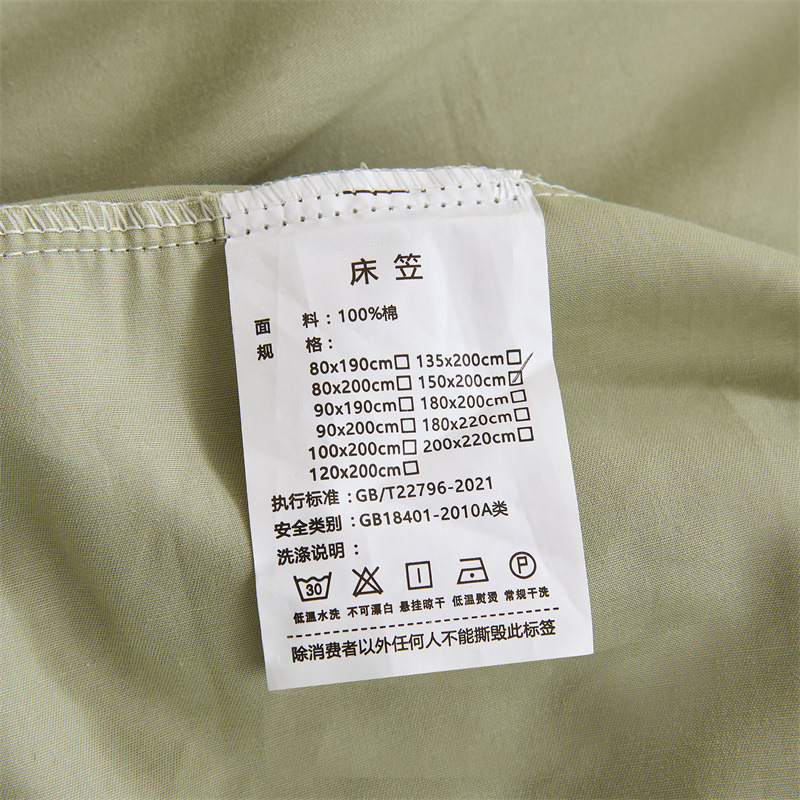 床笠
面 料：100%棉
规 格：
80x190cm□ 135x200cm□
80x200cm□ 150x200cm☑
90x190cm□ 180x200cm□
90x200cm□ 180x220cm□
100x200cm□ 200x220cm□
120x200cm□
执行标准：GB/T22796-2021
安全类别：GB18401-2010A类
洗涤说明：
30 P
低温水洗 不可漂白 悬挂晾干 低温熨烫 常规干洗
除消费者以外任何人不能撕毁此标签